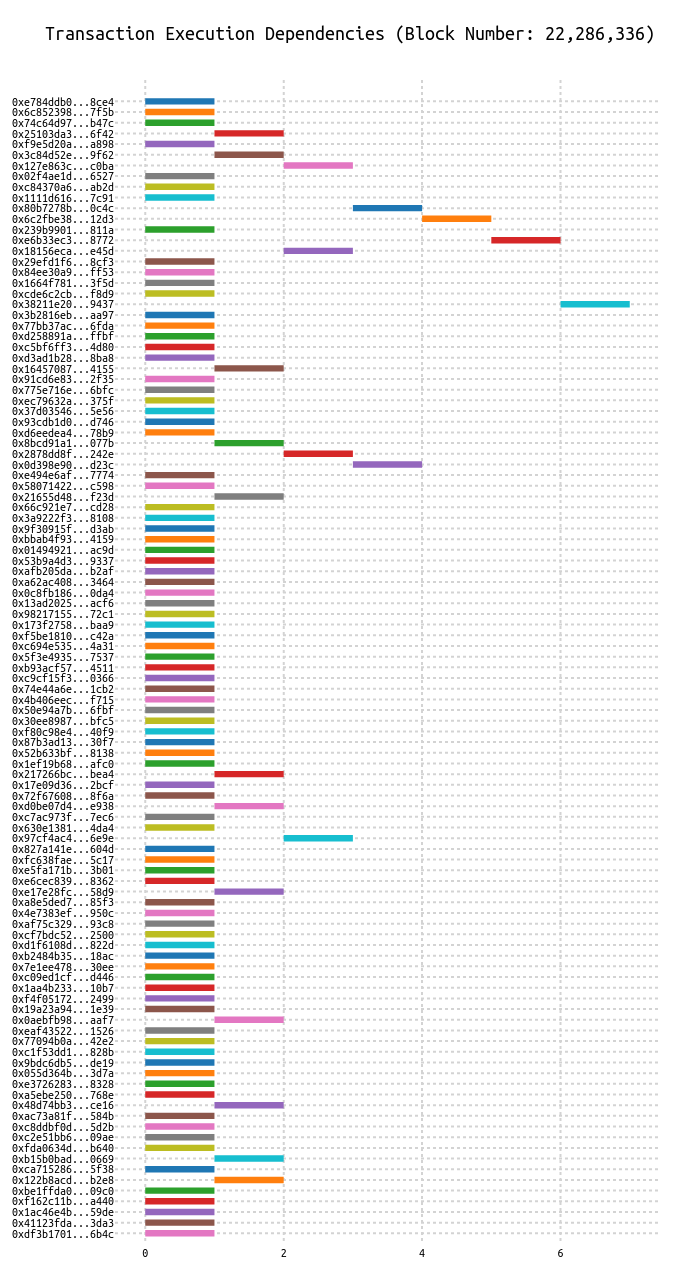 Transaction Execution Dependencies (Block Number: 22,286,336)
0xe784ddb0...8ce4
0x6c852398...7f5b
0x74c64d97...b47c
0x25103da3...6f42
0xf9e5d20a...a898
0x3c84d52e...9f62
0x127e863c...c0ba
0x02f4ae1d...6527
0xc84370a6...ab2d
0x1111d616...7c91
0x80b7278b...0c4c
0x6c2fbe38...12d3
0x239b9901...811a
0xe6b33ec3...8772
0x18156eca...e45d
0x29efd1f6...8cf3
0x84ee30a9...ff53
0x1664f781...3f5d
0xcde6c2cb...f8d9
0x38211e20...9437
0x3b2816eb...aa97
0x77bb37ac...6fda
0xd258891a...ffbf
0xc5bf6ff3...4d80
0xd3ad1b28...8ba8
0x16457087...4155
0x91cd6e83...2f35
0x775e716e...6bfc
0xec79632a...375f
0x37d03546...5e56
0x93cdb1d0...d746
0xd6eedea4...78b9
0x8bcd91a1...077b
0x2878dd8f...242e
0x0d398e90...d23c
0xe494e6af...7774
0x58071422...c598
0x21655d48...f23d
0x66c921e7...cd28
0x3a9222f3...8108
0x9f30915f...d3ab
0xbbab4f93...4159
0x01494921...ac9d
0x53b9a4d3...9337
0xafb205da...b2af
0xa62ac408...3464
0x0c8fb186...0da4
0x13ad2025...acf6
0x98217155...72c1
0x173f2758...baa9
0xf5be1810...c42a
0xc694e535...4a31
0x5f3e4935...7537
0xb93acf57...4511
0xc9cf15f3...0366
0x74e44a6e...1cb2
0x4b406eec...f715
0x50e94a7b...6fbf
0x30ee8987...bfc5
0xf80c98e4...40f9
0x87b3ad13...30f7
0x52b633bf...8138
0x1ef19b68...afc0
0x217266bc...bea4
0x17e09d36...2bcf
0x72f67608...8f6a
0xd0be07d4...e938
0xc7ac973f...7ec6
0x630e1381...4da4
0x97cf4ac4...6e9e
0x827a141e...604d
0xfc638fae...5c17
0xe5fa171b...3b01
0xe6cec839...8362
0xe17e28fc...58d9
0xa8e5ded7...85f3
0x4e7383ef...950c
0xaf75c329...93c8
0xcf7bdc52...2500
0xd1f6108d...822d
0xb2484b35...18ac
0x7e1ee478...30ee
0xc09ed1cf...d446
0x1aa4b233...10b7
0xf4f05172...2499
0x19a23a94...1e39
0x0aebfb98...aaf7
0xeaf43522...1526
0x77094b0a...42e2
0xc1f53dd1...828b
0x9bdc6db5...de19
0x055d364b...3d7a
0xe3726283...8328
0xa5ebe250...768e
0x48d74bb3...ce16
0xac73a81f...584b
0xc8ddbf0d...5d2b
0xc2e51bb6...09ae
0xfda0634d...b640
0xb15b0bad...0669
0xca715286...5f38
0x122b8acd...b2e8
0xbe1ffda0...09c0
0xf162c11b...a440
0x1ac46e4b...59de
0x41123fda...3da3
0xdf3b1701...6b4c
0 2 4 6